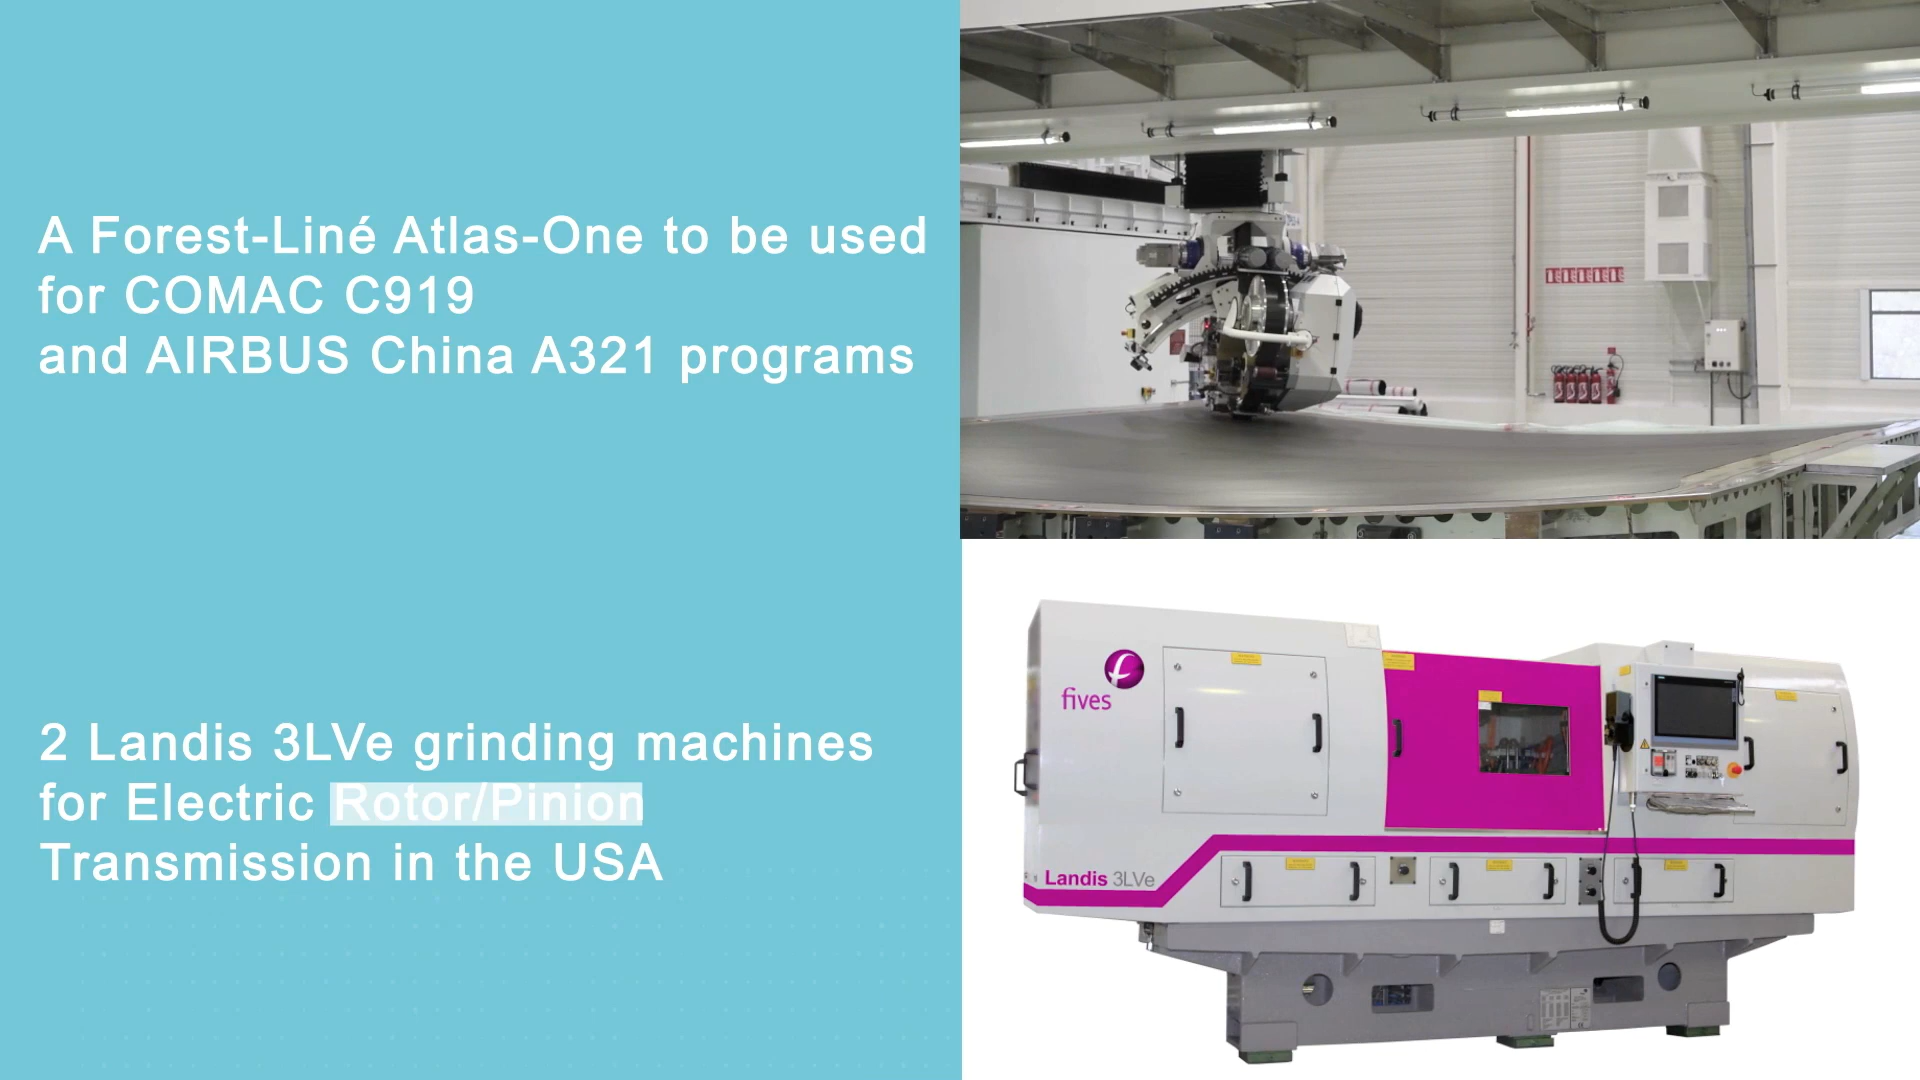 A Forest-Liné Atlas-One to be used
for COMAC C919
and AIRBUS China A321 programs
2 Landis 3LVe grinding machines
for Electric Rotor/Pinion
Transmission in the USA
fives
Landis 3LVe